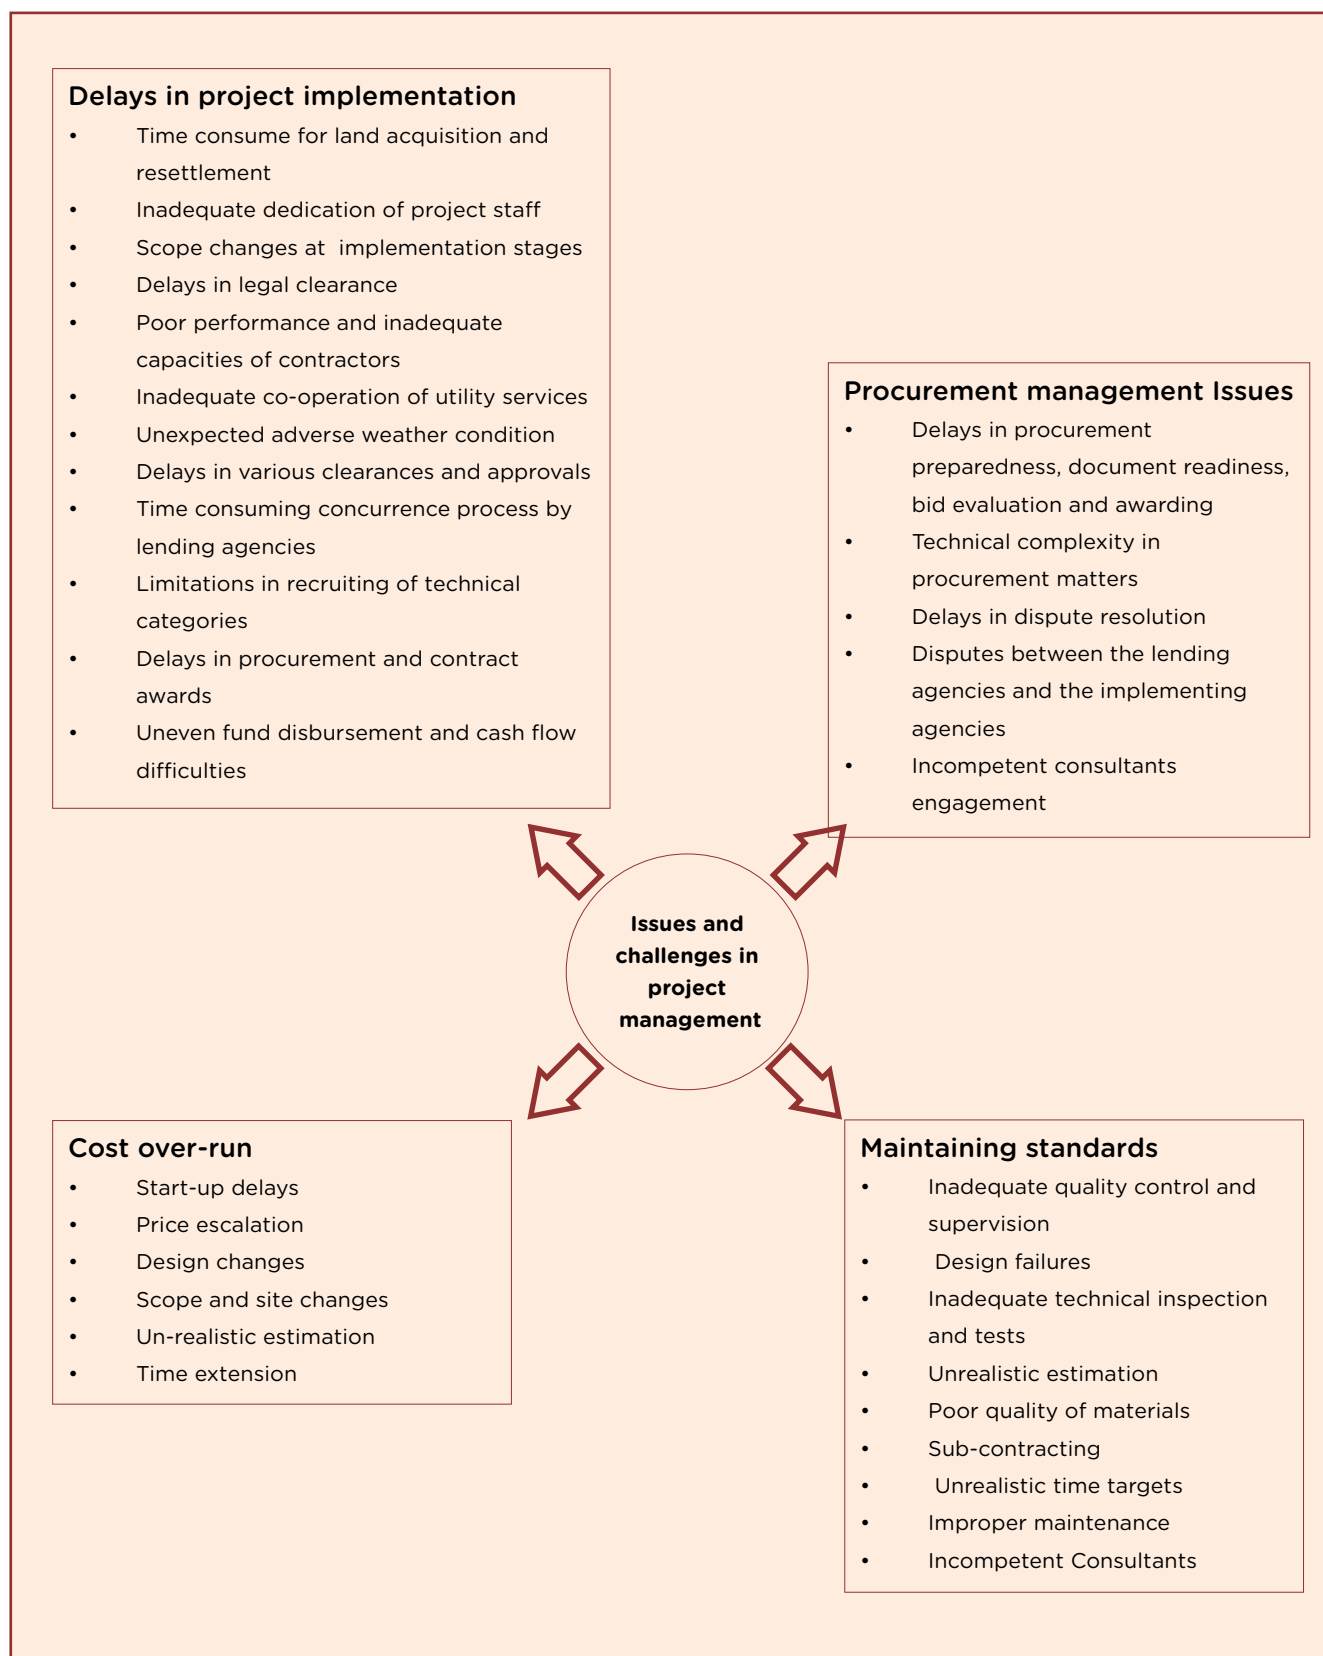 Delays in project implementation
• Time consume for land acquisition and
resettlement
• Inadequate dedication of project staff
• Scope changes at  implementation stages
• Delays in legal clearance
• Poor performance and inadequate
capacities of contractors
• Inadequate co-operation of utility services
• Unexpected adverse weather condition
• Delays in various clearances and approvals
• Time consuming concurrence process by
lending agencies
• Limitations in recruiting of technical
categories
• Delays in procurement and contract
awards
• Uneven fund disbursement and cash flow
difficulties
Procurement management Issues
• Delays in procurement
preparedness, document readiness,
bid evaluation and awarding
• Technical complexity in
procurement matters
• Delays in dispute resolution
• Disputes between the lending
agencies and the implementing
agencies
• Incompetent consultants
engagement
Issues and
challenges in
project
management
Cost over-run
• Start-up delays
• Price escalation
• Design changes
• Scope and site changes
• Un-realistic estimation
• Time extension
Maintaining standards
• Inadequate quality control and
supervision
• Design failures
• Inadequate technical inspection
and tests
• Unrealistic estimation
• Poor quality of materials
• Sub-contracting
• Unrealistic time targets
• Improper maintenance
• Incompetent Consultants